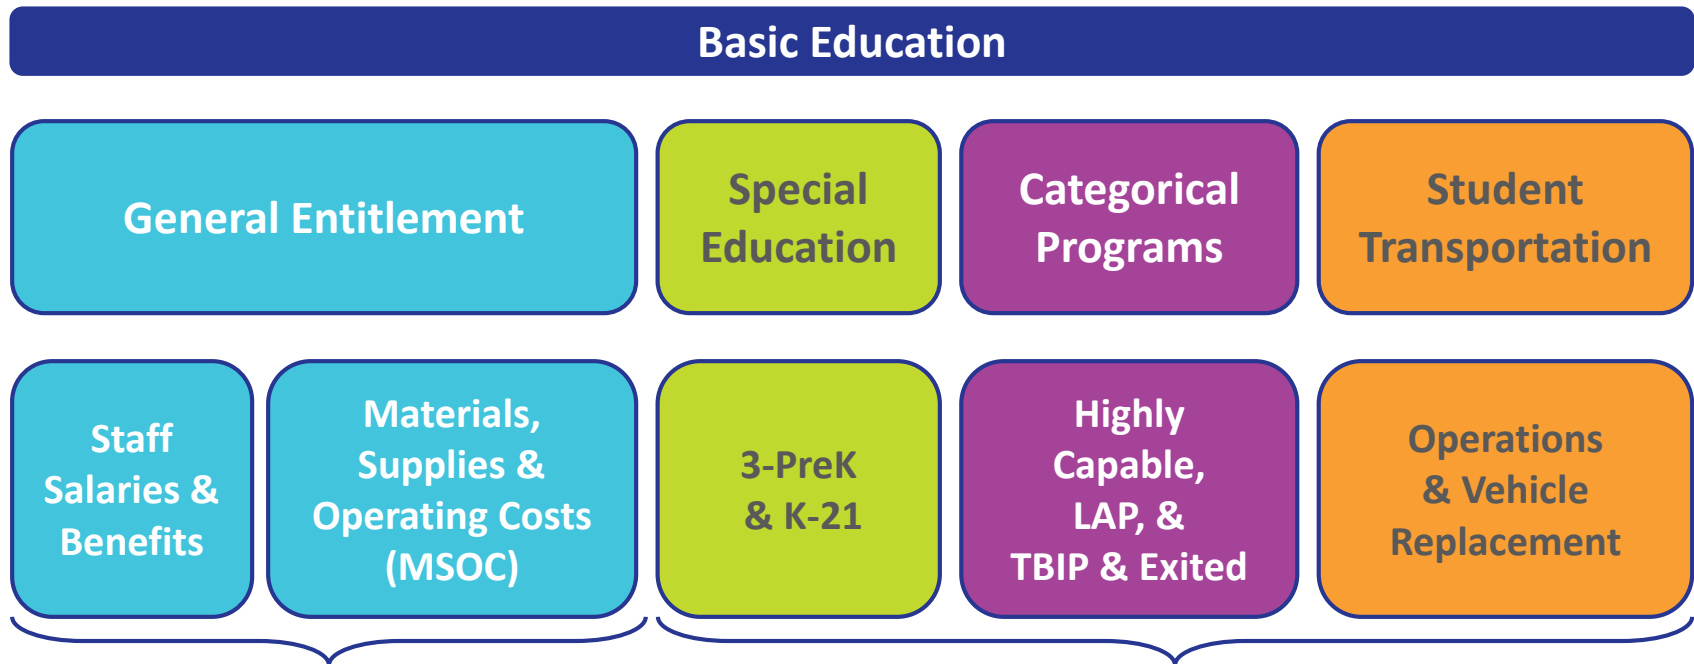 Basic Education
General Entitlement
Special
Education
Categorical
Programs
Student
Transportation
Staff
Salaries &
Benefits
Materials,
Supplies &
Operating Costs
(MSOC)
3-PreK
& K-21
Highly
Capable,
LAP, &
TBIP & Exited
Operations
& Vehicle
Replacement